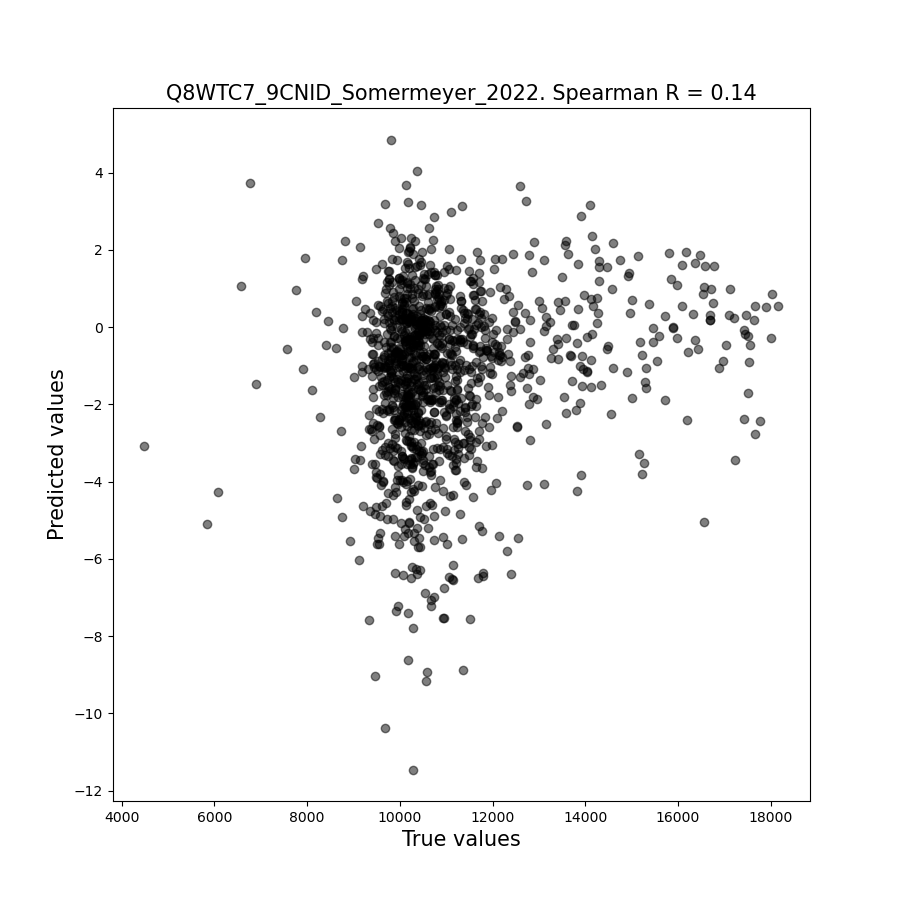 Q8WTC7_9CNID_Somermeyer_2022. Spearman R = 0.14
4
2
0
−2
−4
−6
−8
−10
−12
Predicted values
4000 6000 8000 10000 12000 14000 16000 18000
True values